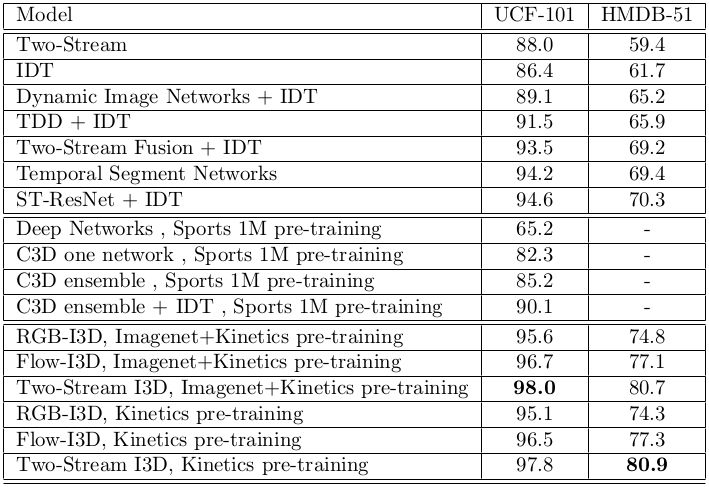 Model UCF-101 HMDB-51
Two-Stream 88.0 59.4
IDT 86.4 61.7
Dynamic Image Networks + IDT 89.1 65.2
TDD + IDT 91.5 65.9
Two-Stream Fusion + IDT 93.5 69.2
Temporal Segment Networks 94.2 69.4
ST-ResNet + IDT 94.6 70.3
Deep Networks , Sports 1M pre-training 65.2 -
C3D one network , Sports 1M pre-training 82.3 -
C3D ensemble , Sports 1M pre-training 85.2 -
C3D ensemble + IDT , Sports 1M pre-training 90.1 -
RGB-I3D, Imagenet+Kinetics pre-training 95.6 74.8
Flow-I3D, Imagenet+Kinetics pre-training 96.7 77.1
Two-Stream I3D, Imagenet+Kinetics pre-training 98.0 80.7
RGB-I3D, Kinetics pre-training 95.1 74.3
Flow-I3D, Kinetics pre-training 96.5 77.3
Two-Stream I3D, Kinetics pre-training 97.8 80.9